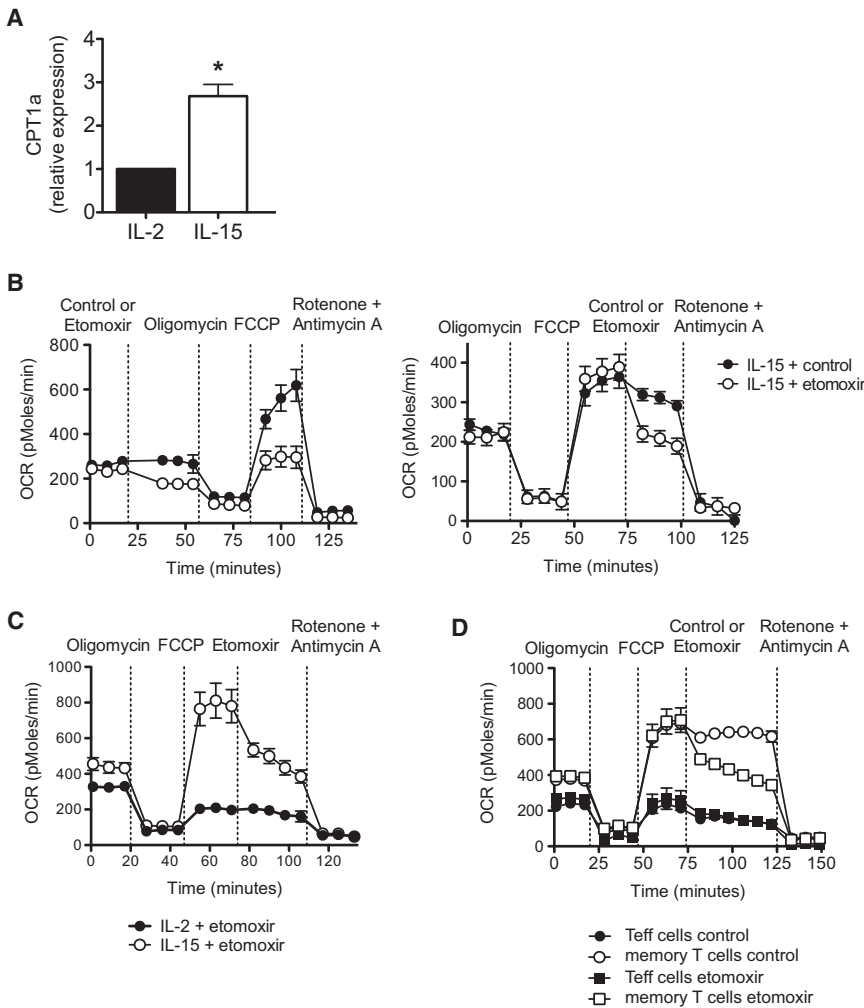 A
CPT1a
(relative expression)
4
3
2
1
0
*
IL-2
IL-15
B
Control or
Etomoxir
Oligomycin
FCCP
Rotenone +
Antimycin A
OCR (pMoles/min)
800
600
400
200
0
0 25 50 75 100 125
Time (minutes)
Oligomycin
FCCP
Control or
Etomoxir
Rotenone +
Antimycin A
OCR (pMoles/min)
400
300
200
100
0
0 25 50 75 100 125
Time (minutes)
IL-15 + control
IL-15 + etomoxir
C
Oligomycin
FCCP
Etomoxir
Rotenone +
Antimycin A
OCR (pMoles/min)
1000
800
600
400
200
0
0 20 40 60 80 100 120
Time (minutes)
IL-2 + etomoxir
IL-15 + etomoxir
D
Oligomycin
FCCP
Control or
Etomoxir
Rotenone +
Antimycin A
OCR (pMoles/min)
1000
800
600
400
200
0
0 25 50 75 100 125 150
Time (minutes)
Teff cells control
memory T cells control
Teff cells etomoxir
memory T cells etomoxir